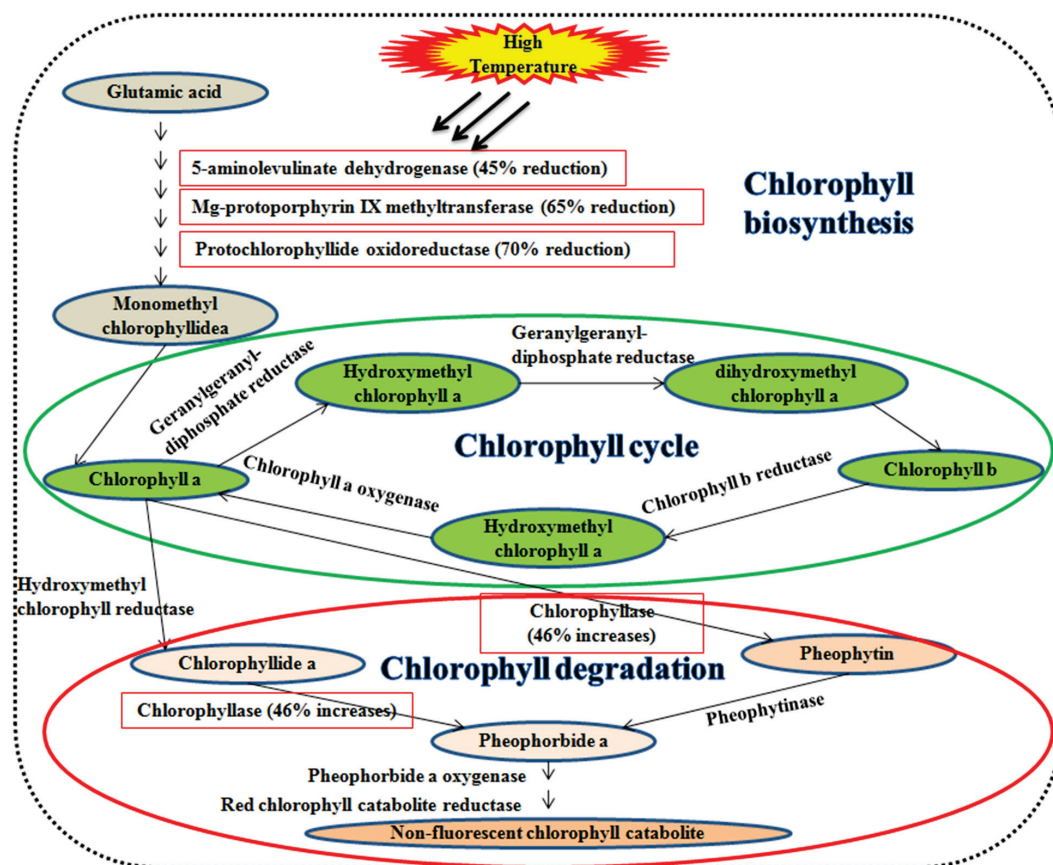 High
Temperature
Glutamic acid
5-aminolevulinate dehydrogenase (45% reduction)
Mg-protoporphyrin IX methyltransferase (65% reduction)
Protochlorophyllide oxidoreductase (70% reduction)
Chlorophyll
biosynthesis
Monomethyl
chlorophyllidea
Geranylgeranyl-
diphosphate reductase
Geranylgeranyl-
diphosphate reductase
Hydroxymethyl
chlorophyll a
dihydroxymethyl
chlorophyll a
Chlorophyll cycle
Chlorophyll a
Chlorophyll a oxygenase
Chlorophyll b reductase
Chlorophyll b
Hydroxymethyl
chlorophyll a
Hydroxymethyl
chlorophyll reductase
Chlorophyllase
(46% increases)
Chlorophyllide a
Chlorophyll degradation
Pheophytin
Chlorophyllase (46% increases)
Pheophytinase
Pheophorbide a
Pheophorbide a oxygenase
Red chlorophyll catabolite reductase
Non-fluorescent chlorophyll catabolite